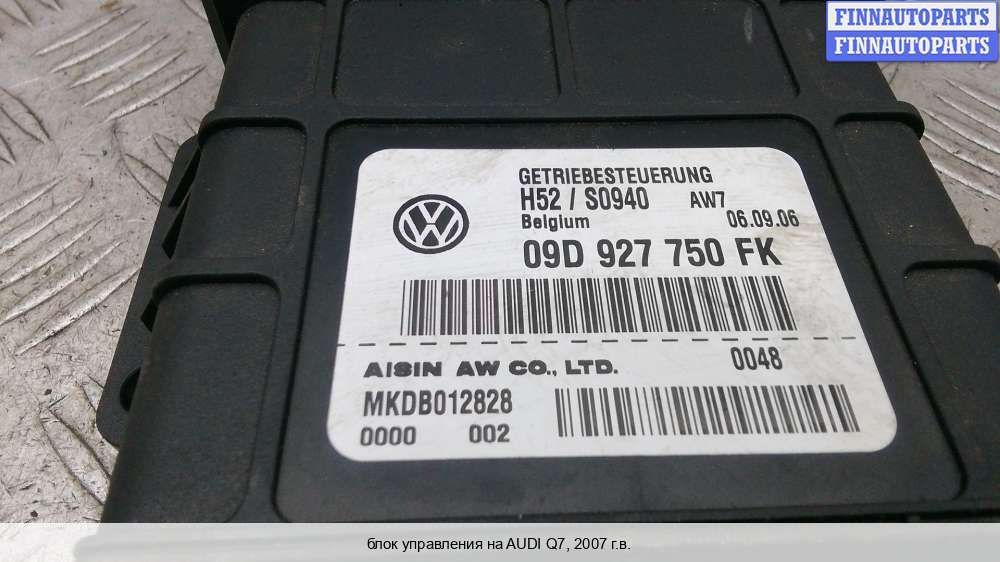 FINNAUTOPARTS
FINNAUTOPARTS
GETRIEBESTEUERUNG
H52 / S0940 AW7
Belgium 06.09.06
09D 927 750 FK
AISIN AW CO., LTD. 0048
MKDB012828
0000 002
блок управления на AUDI Q7, 2007 г.в.